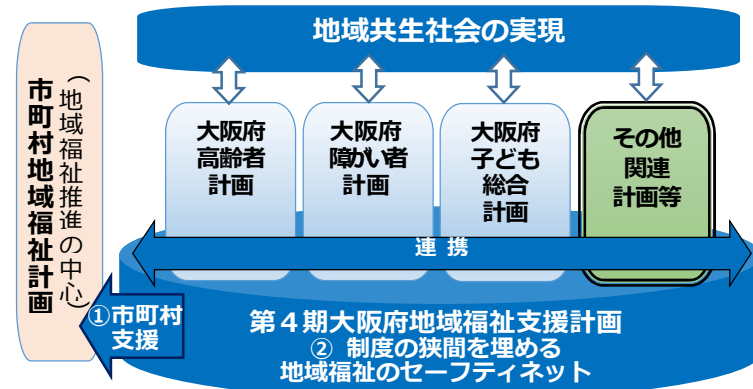 地域共生社会の実現
市町村地域福祉計画
（地域福祉推進の中心）
大阪府
高齢者
計画
大阪府
障がい者
計画
大阪府
子ども
総合
計画
その他
関連
計画等
連 携
①市町村
支援
第４期大阪府地域福祉支援計画
② 制度の狭間を埋める
地域福祉のセーフティネット